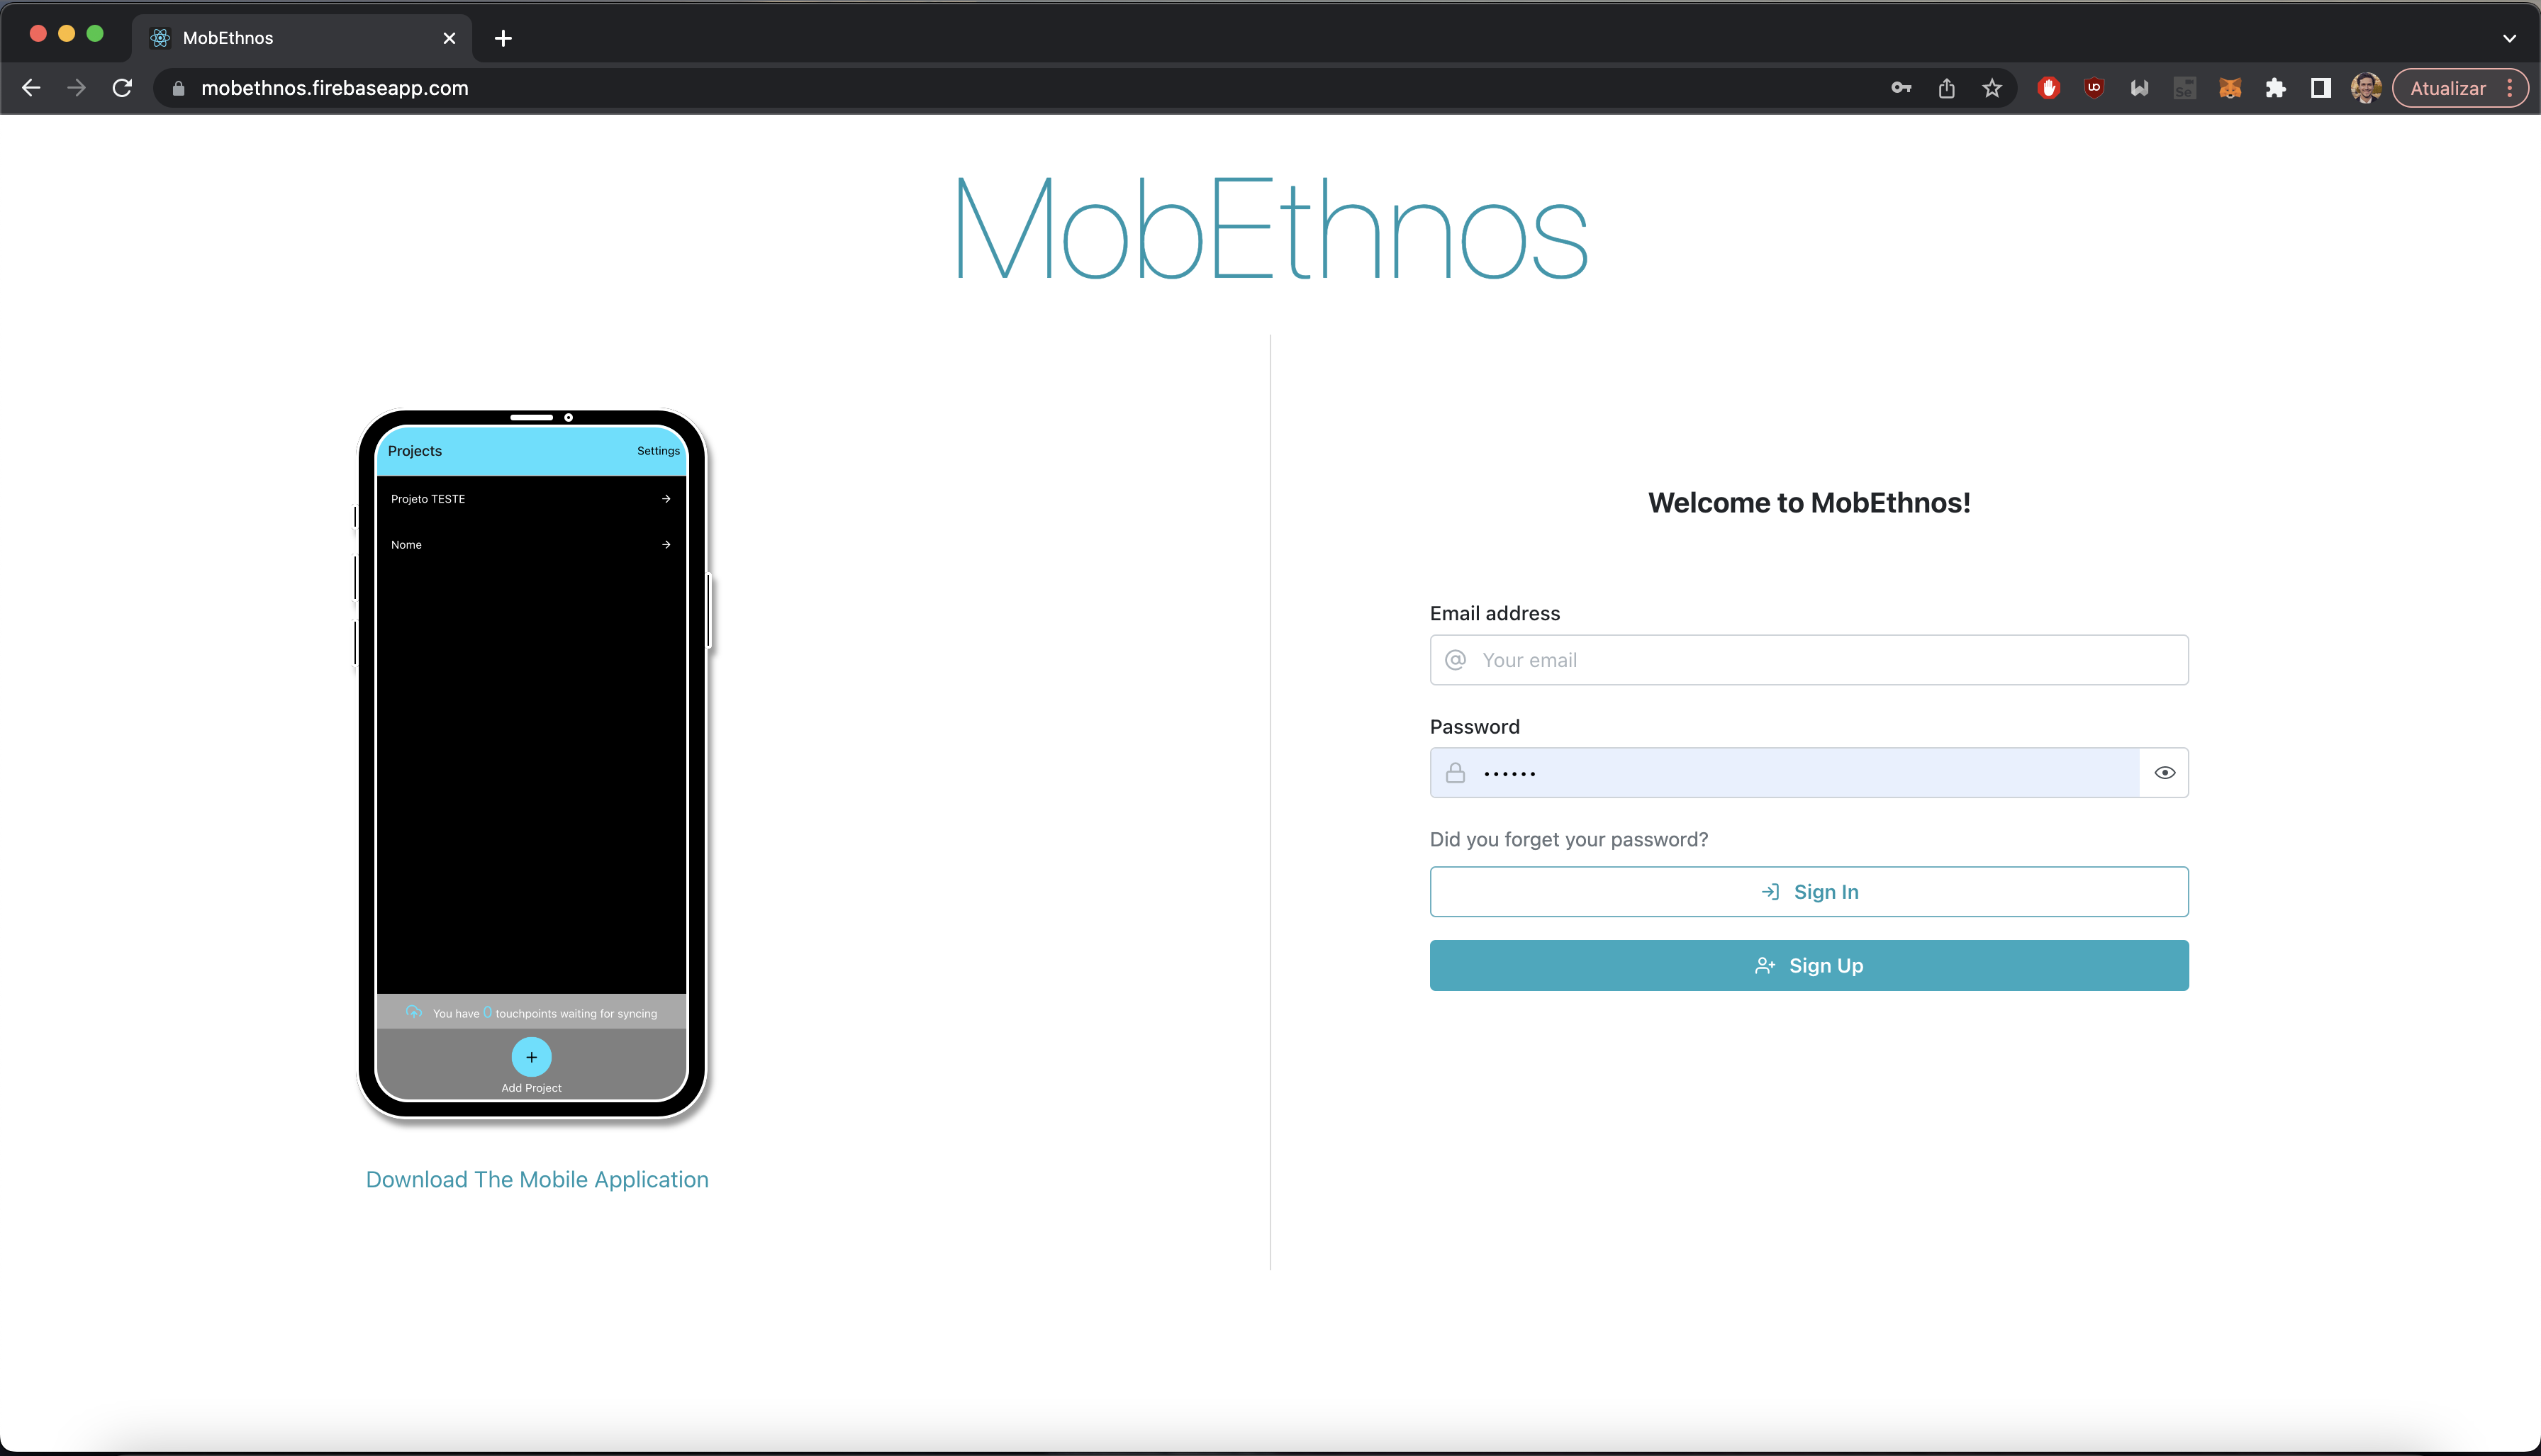 MobEthnos
mobethnos.firebaseapp.com
Se
Atualizar
MobEthnos
Projects
Settings
Projeto TESTE
Nome
You have 0 touchpoints waiting for syncing
Add Project
Download The Mobile Application
Welcome to MobEthnos!
Email address
Your email
Password
••••••
Did you forget your password?
Sign In
Sign Up